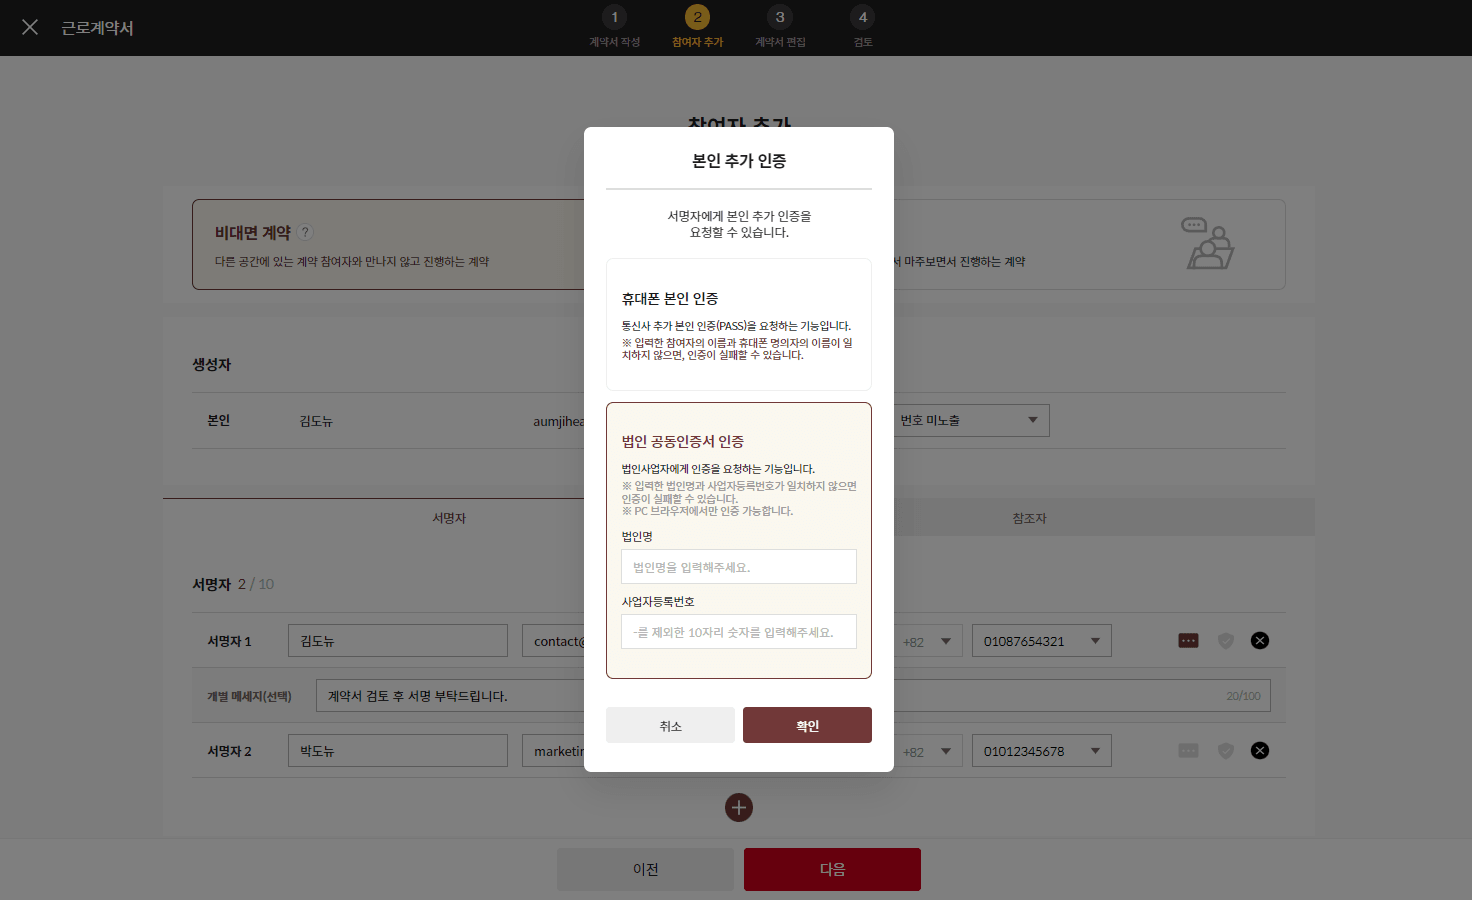 근로계약서
1
계약서 작성
2
참여자 추가
3
계약서 편집
4
검토
참여자 추가
비대면 계약 ?
다른 공간에 있는 계약 참여자와 만나지 않고 진행하는 계약
마주보면서 진행하는 계약
생성자
본인
김도뉴
번호 미노출
서명자
참조자
서명자 2 / 10
서명자 1
김도뉴
contact@
+82
01087654321
개별 메세지(선택)
계약서 검토 후 서명 부탁드립니다.
20/100
서명자 2
박도뉴
+82
01012345678
이전
다음
본인 추가 인증
서명자에게 본인 추가 인증을
요청할 수 있습니다.
휴대폰 본인 인증
통신사 추가 본인 인증(PASS)을 요청하는 기능입니다.
※ 입력한 참여자의 이름과 휴대폰 명의자의 이름이 일
치하지 않으면, 인증이 실패할 수 있습니다.
법인 공동인증서 인증
법인사업자에게 인증을 요청하는 기능입니다.
※ 입력한 법인명과 사업자등록번호가 일치하지 않으면
인증이 실패할 수 있습니다.
※ PC 브라우저에서만 인증 가능합니다.
법인명
법인명을 입력해주세요.
사업자등록번호
-를 제외한 10자리 숫자를 입력해주세요.
취소
확인